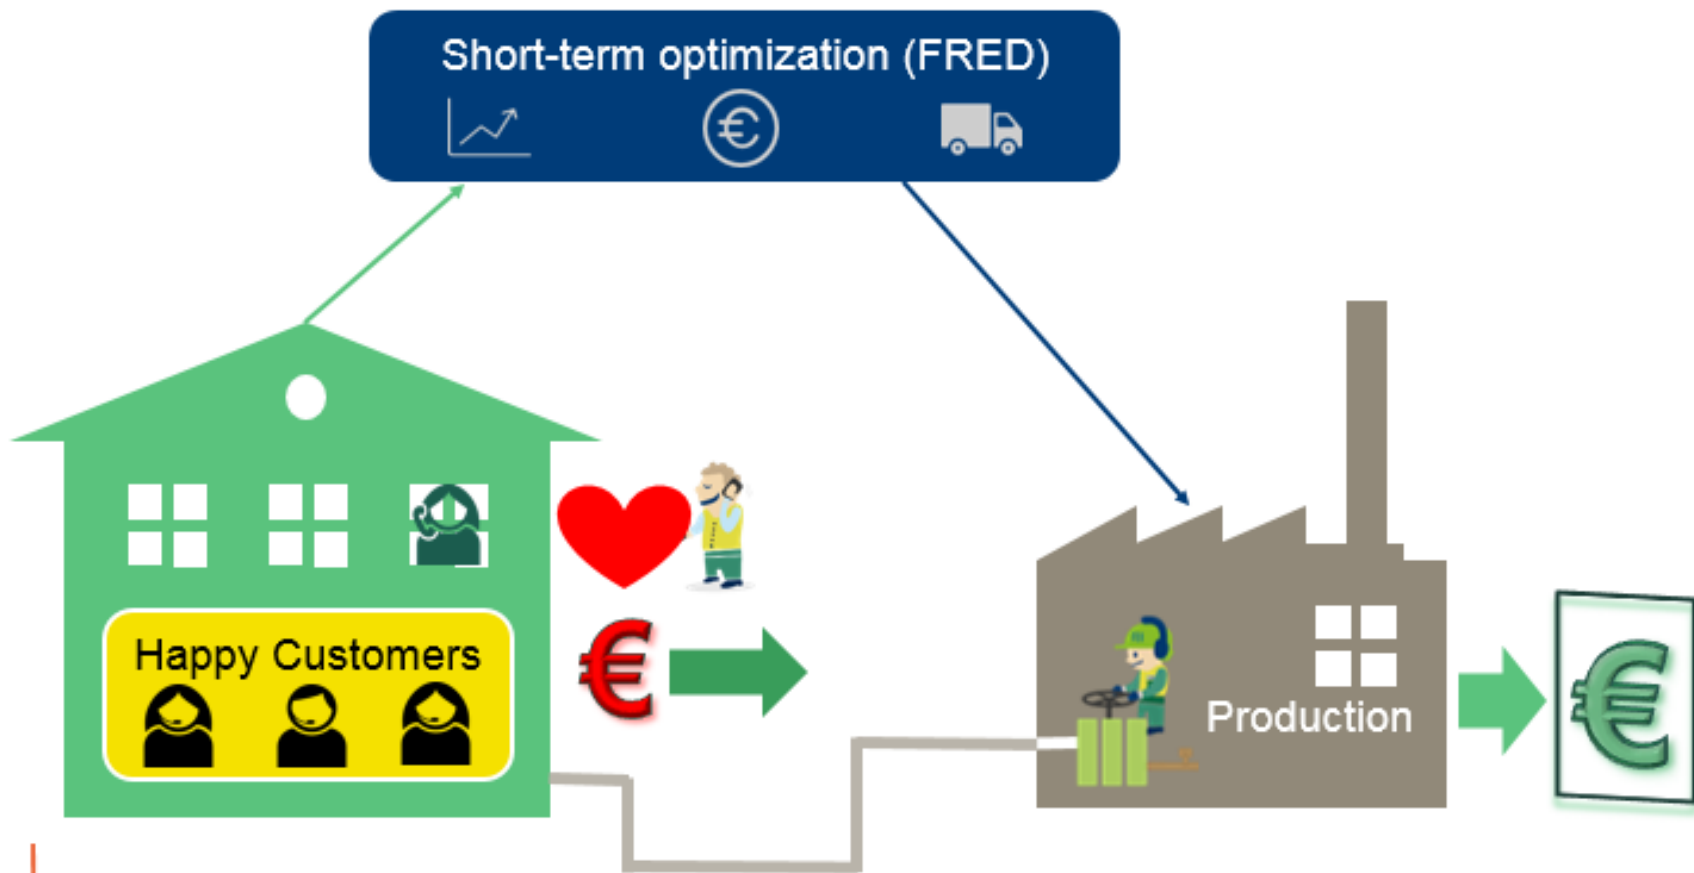 Short-term optimization (FRED)
€
Happy Customers
€
Production
€